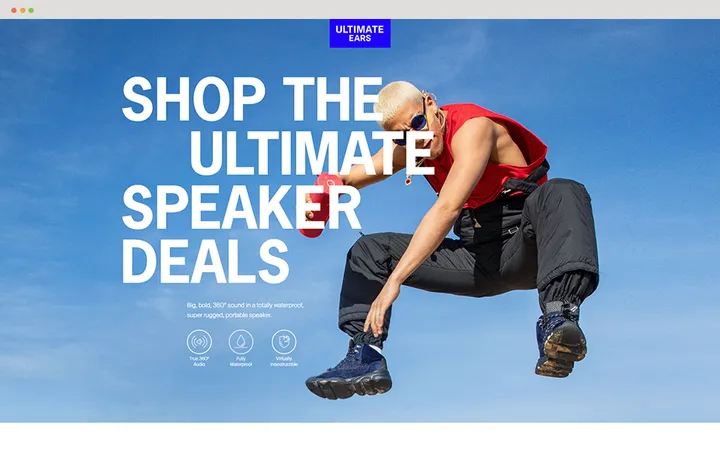 ULTIMATE
EARS
SHOP THE
ULTIMATE
SPEAKER
DEALS
Big, bold, 360° sound in a totally waterproof,
super rugged, portable speaker.
True 360°
Audio
Fully
Waterproof
Virtually
Indestructible